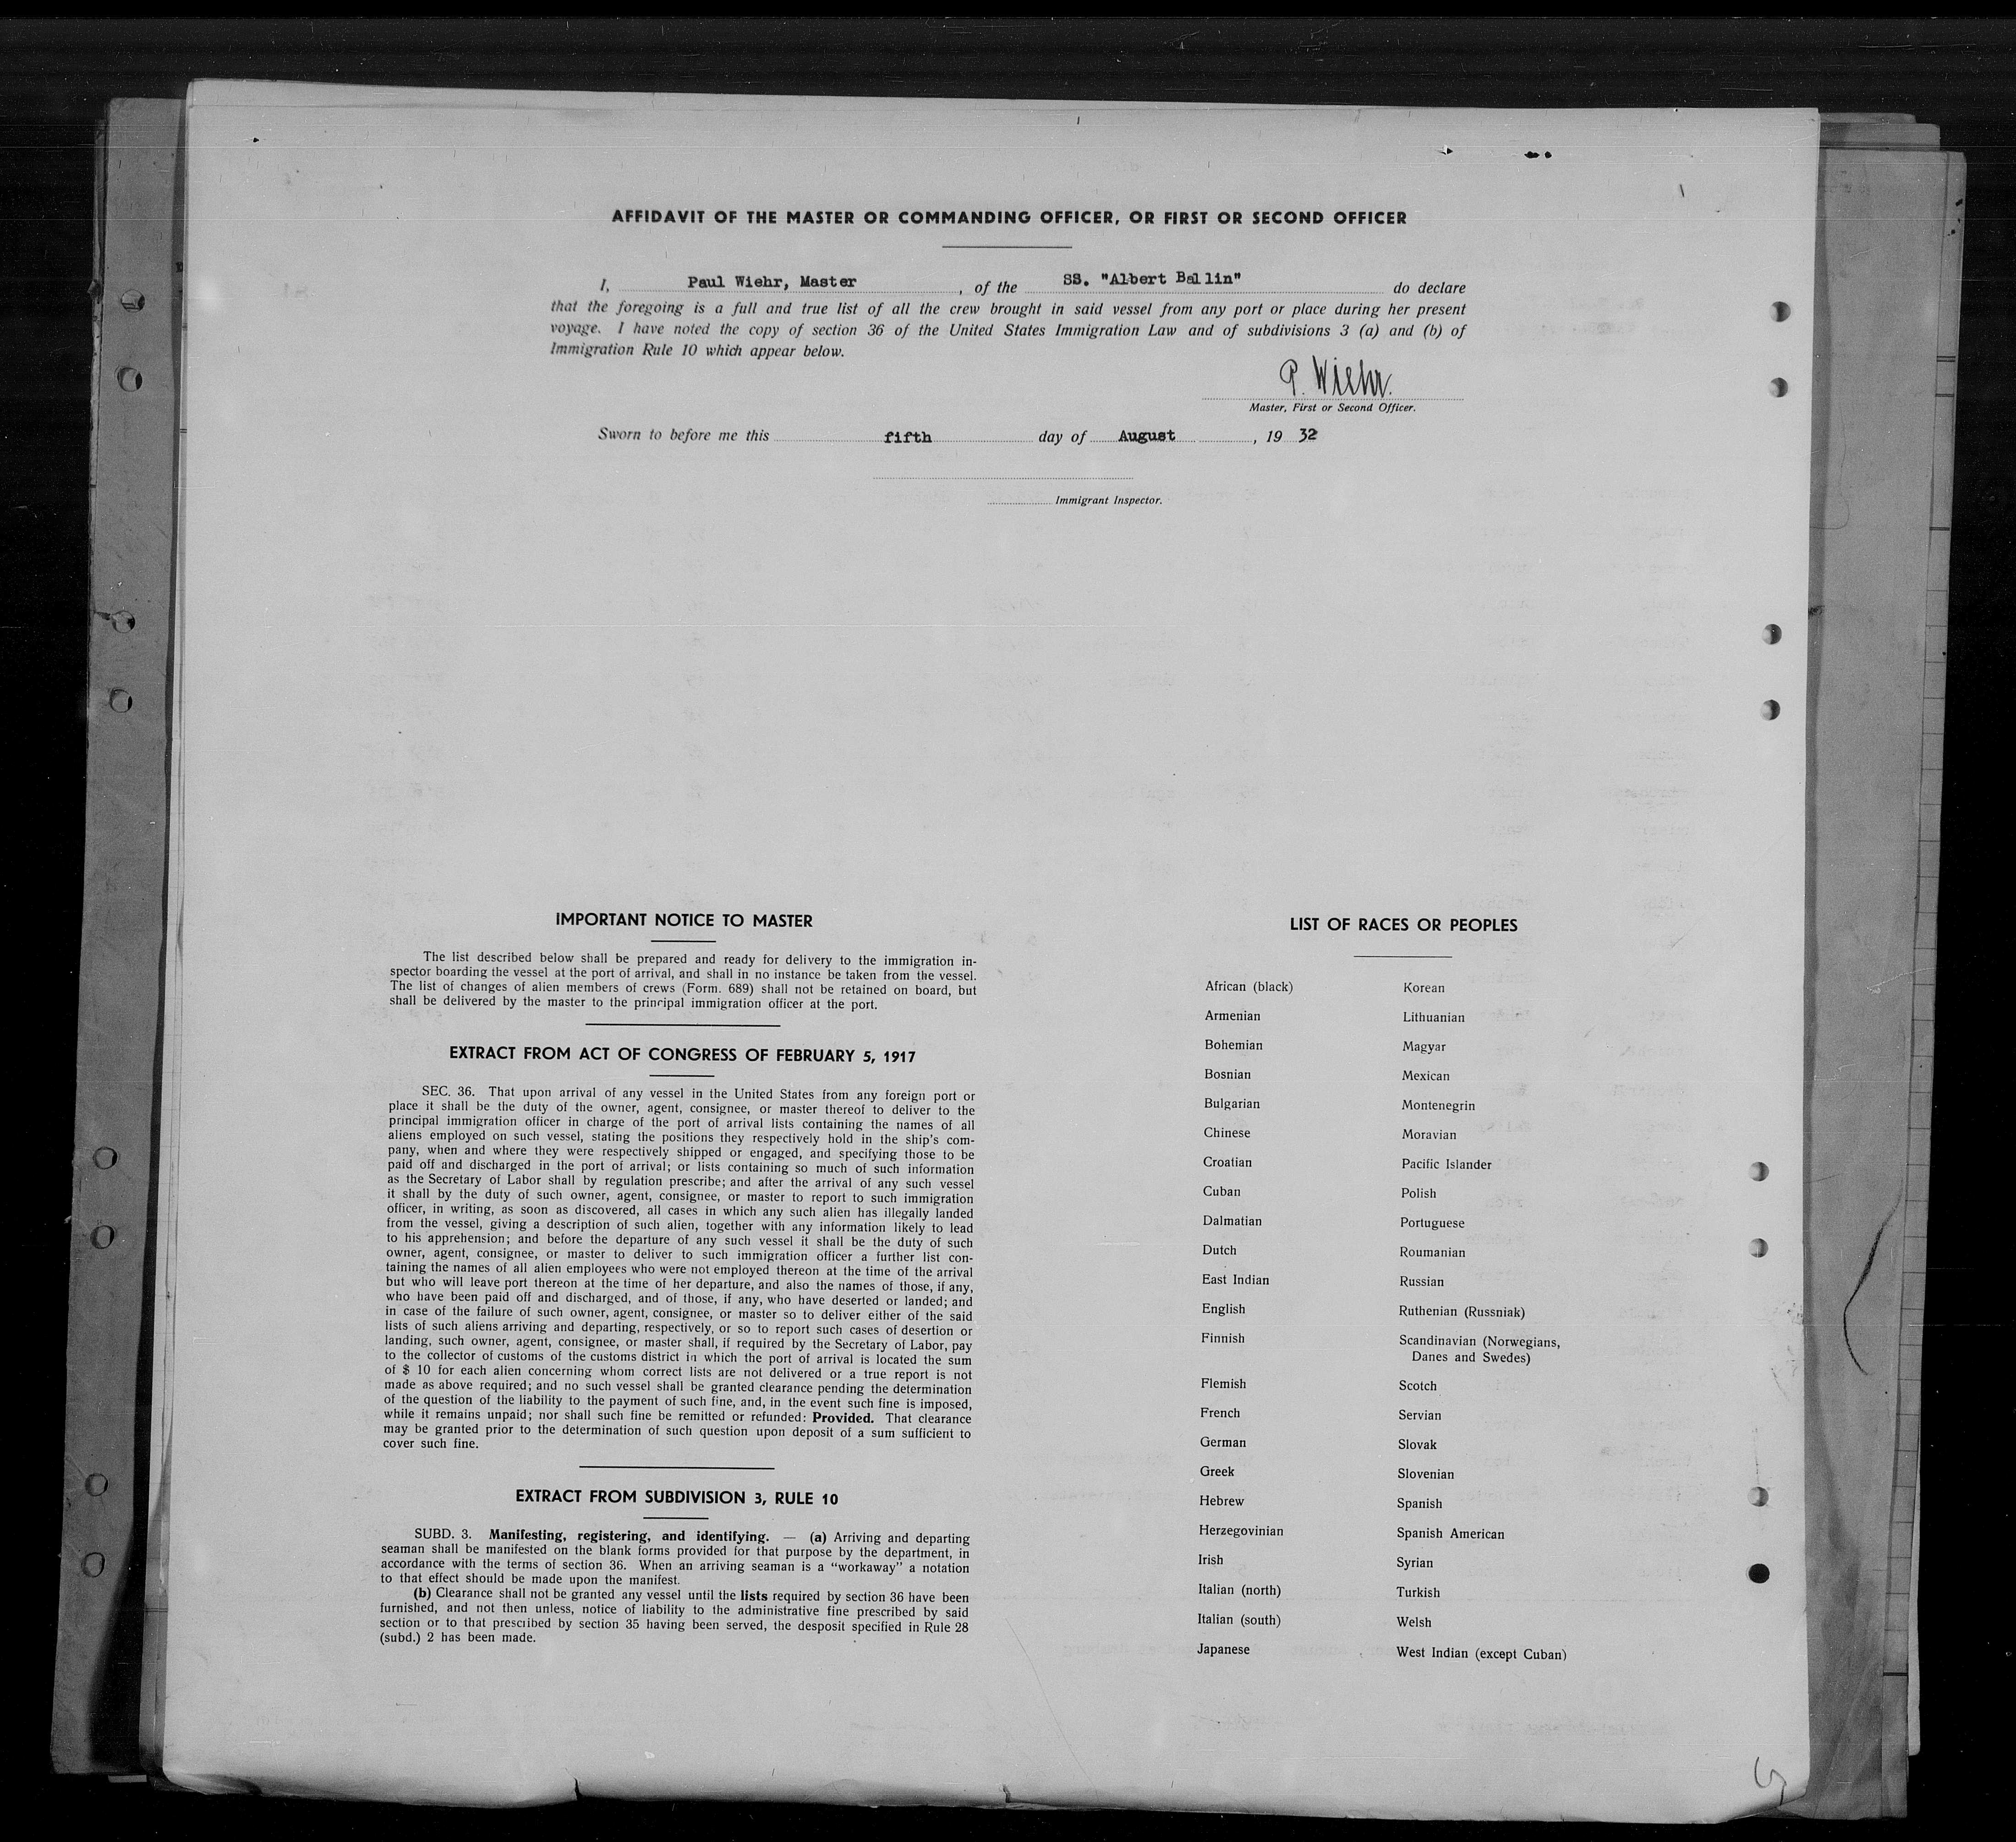 AFFIDAVIT OF THE MASTER OR COMMANDING OFFICER, OR FIRST OR SECOND OFFICER
I, Paul Wiehr, Master, of the SS. "Albert Ballin" do declare
that the foregoing is a full and true list of all the crew brought in said vessel from any port or place during her present
voyage. I have noted the copy of section 36 of the United States Immigration Law and of subdivisions 3 (a) and (b) of
Immigration Rule 10 which appear below.
P. Wiehr.
Master, First or Second Officer.
Sworn to before me this fifth day of August, 19 32
Immigrant Inspector.
IMPORTANT NOTICE TO MASTER
The list described below shall be prepared and ready for delivery to the immigration in-
spector boarding the vessel at the port of arrival, and shall in no instance be taken from the vessel.
The list of changes of alien members of crews (Form. 689) shall not be retained on board, but
shall be delivered by the master to the principal immigration officer at the port.
EXTRACT FROM ACT OF CONGRESS OF FEBRUARY 5, 1917
SEC. 36. That upon arrival of any vessel in the United States from any foreign port or
place it shall be the duty of the owner, agent, consignee, or master thereof to deliver to the
principal immigration officer in charge of the port of arrival lists containing the names of all
aliens employed on such vessel, stating the positions they respectively hold in the ship's com-
pany, when and where they were respectively shipped or engaged, and specifying those to be
paid off and discharged in the port of arrival; or lists containing so much of such information
as the Secretary of Labor shall by regulation prescribe; and after the arrival of any such vessel
it shall by the duty of such owner, agent, consignee, or master to report to such immigration
officer, in writing, as soon as discovered, all cases in which any such alien has illegally landed
from the vessel, giving a description of such alien, together with any information likely to lead
to his apprehension; and before the departure of any such vessel it shall be the duty of such
owner, agent, consignee, or master to deliver to such immigration officer a further list con-
taining the names of all alien employees who were not employed thereon at the time of the arrival
but who will leave port thereon at the time of her departure, and also the names of those, if any,
who have been paid off and discharged, and of those, if any, who have deserted or landed; and
in case of the failure of such owner, agent, consignee, or master so to deliver either of the said
lists of such aliens arriving and departing, respectively, or so to report such cases of desertion or
landing, such owner, agent, consignee, or master shall, if required by the Secretary of Labor, pay
to the collector of customs of the customs district in which the port of arrival is located the sum
of $ 10 for each alien concerning whom correct lists are not delivered or a true report is not
made as above required; and no such vessel shall be granted clearance pending the determination
of the question of the liability to the payment of such fine, and, in the event such fine is imposed,
while it remains unpaid; nor shall such fine be remitted or refunded: Provided. That clearance
may be granted prior to the determination of such question upon deposit of a sum sufficient to
cover such fine.
EXTRACT FROM SUBDIVISION 3, RULE 10
SUBD. 3. Manifesting, registering, and identifying. — (a) Arriving and departing
seaman shall be manifested on the blank forms provided for that purpose by the department, in
accordance with the terms of section 36. When an arriving seaman is a "workaway" a notation
to that effect should be made upon the manifest.
(b) Clearance shall not be granted any vessel until the lists required by section 36 have been
furnished, and not then unless, notice of liability to the administrative fine prescribed by said
section or to that prescribed by section 35 having been served, the desposit specified in Rule 28
(subd.) 2 has been made.
LIST OF RACES OR PEOPLES
African (black)
Armenian
Bohemian
Bosnian
Bulgarian
Chinese
Croatian
Cuban
Dalmatian
Dutch
East Indian
English
Finnish
Flemish
French
German
Greek
Hebrew
Herzegovinian
Irish
Italian (north)
Italian (south)
Japanese
Korean
Lithuanian
Magyar
Mexican
Montenegrin
Moravian
Pacific Islander
Polish
Portuguese
Roumanian
Russian
Ruthenian (Russniak)
Scandinavian (Norwegians,
Danes and Swedes)
Scotch
Servian
Slovak
Slovenian
Spanish
Spanish American
Syrian
Turkish
Welsh
West Indian (except Cuban)